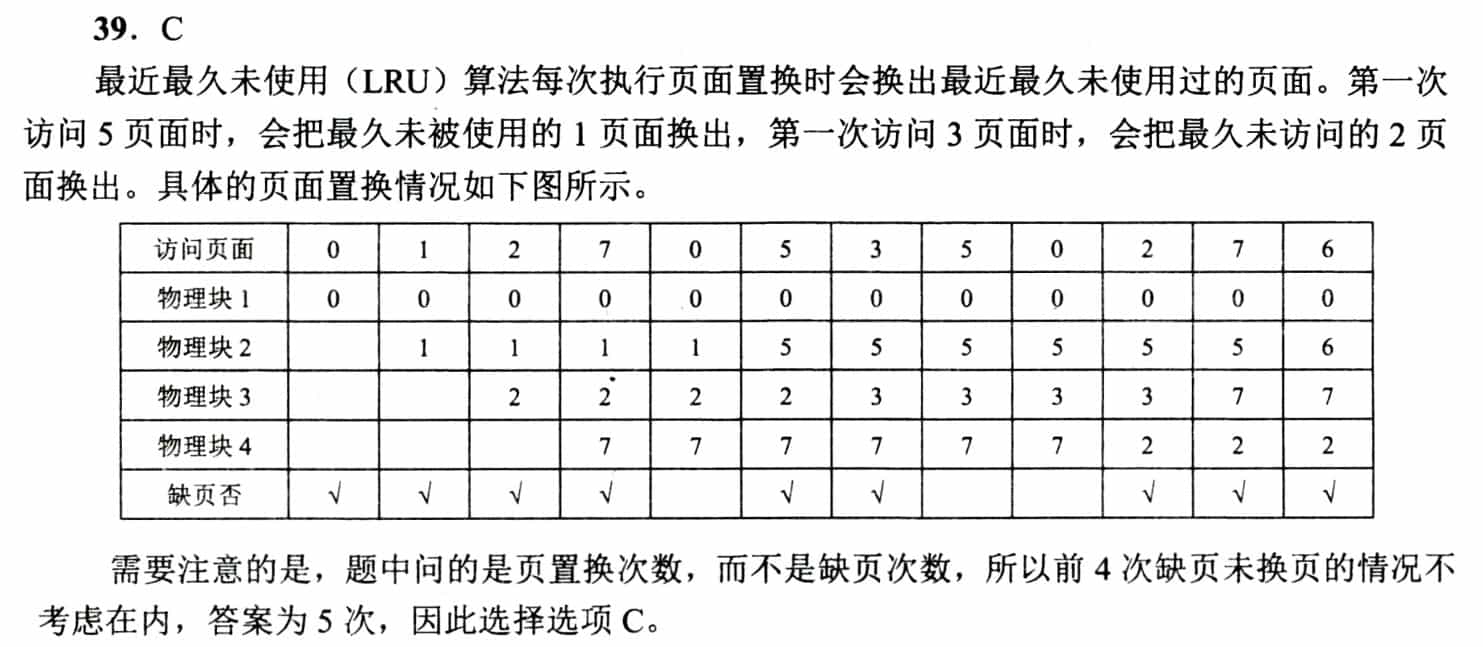 39. C
最近最久未使用（LRU）算法每次执行页面置换时会换出最近最久未使用过的页面。第一次
访问 5 页面时，会把最久未被使用的 1 页面换出，第一次访问 3 页面时，会把最久未访问的 2 页
面换出。具体的页面置换情况如下图所示。
访问页面 0 1 2 7 0 5 3 5 0 2 7 6
物理块 1 0 0 0 0 0 0 0 0 0 0 0 0
物理块 2 1 1 1 1 5 5 5 5 5 5 6
物理块 3 2 2 2 2 3 3 3 3 7 7
物理块 4 7 7 7 7 7 7 2 2 2
缺页否 √ √ √ √ √ √ √ √ √
需要注意的是，题中问的是页置换次数，而不是缺页次数，所以前 4 次缺页未换页的情况不
考虑在内，答案为 5 次，因此选择选项 C。